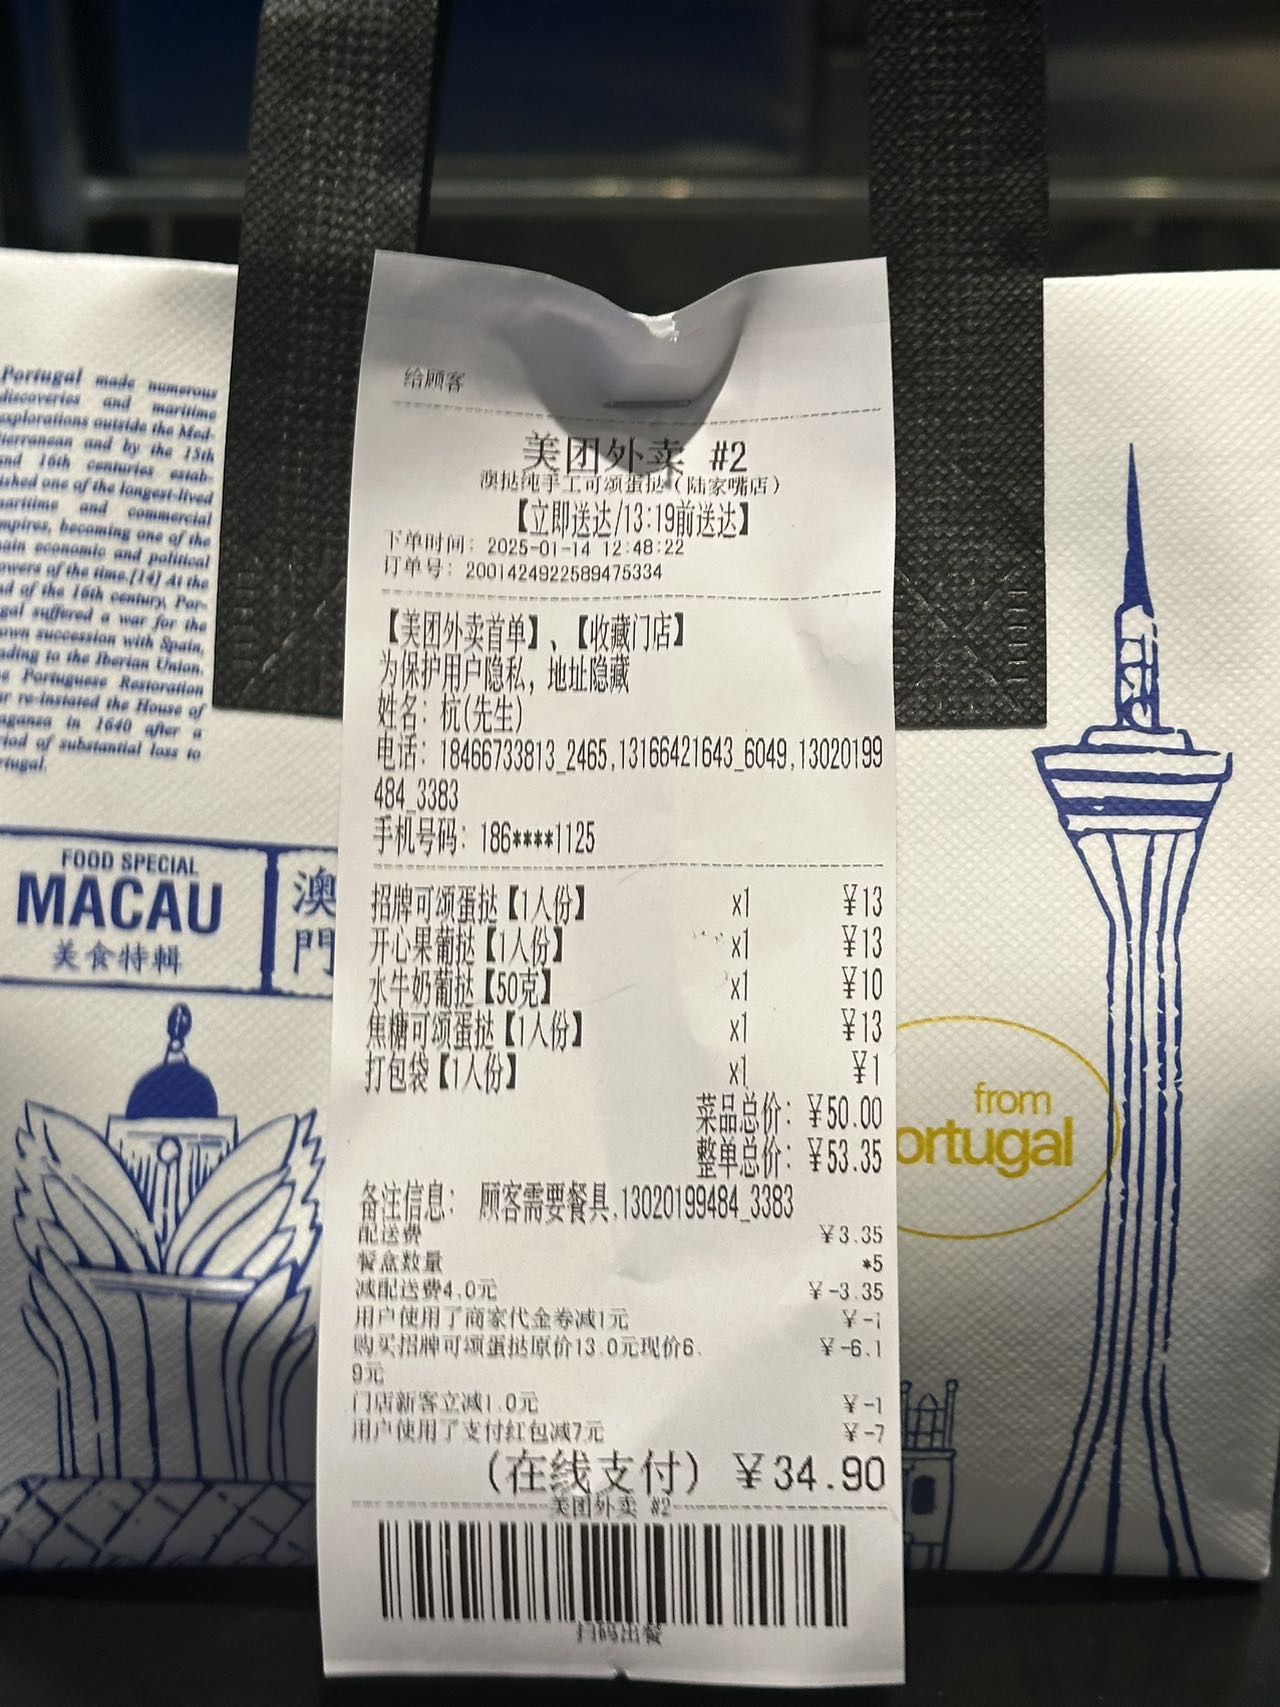 Portugal made numerous
discoveries and maritime
explorations outside the Med-
iterranean and by the 15th
and 16th centuries estab-
ished one of the longest-lived
maritime and commercial
mpires, becoming one of the
ain economic and political
owers of the time.[14] At the
nd of the 16th century, Por-
gal suffered a war for the
own succession with Spain,
ading to the Iberian Union.
e Portuguese Restoration
ar re-instated the House of
aganza in 1640 after a
riod of substantial loss to
rtugal.
FOOD SPECIAL
MACAU
美食特輯
澳
門
给顾客
美团外卖 #2
澳挞纯手工可颂蛋挞(陆家嘴店)
【立即送达/13:19前送达】
下单时间: 2025-01-14 12:48:22
订单号: 2001424922589475334
【美团外卖首单】、【收藏门店】
为保护用户隐私, 地址隐藏
姓名: 杭(先生)
电话: 18466733813_2465,13166421643_6049,13020199
484_3383
手机号码: 186****1125
招牌可颂蛋挞【1人份】 x1 ¥13
开心果葡挞【1人份】 x1 ¥13
水牛奶葡挞【50克】 x1 ¥10
焦糖可颂蛋挞【1人份】 x1 ¥13
打包袋【1人份】 x1 ¥1
菜品总价: ¥50.00
整单总价: ¥53.35
备注信息: 顾客需要餐具,13020199484_3383
配送费 ¥3.35
餐盒数量 *5
减配送费4.0元 ¥-3.35
用户使用了商家代金券减1元 ¥-1
购买招牌可颂蛋挞原价13.0元现价6. ¥-6.1
9元
门店新客立减1.0元 ¥-1
用户使用了支付红包减7元 ¥-7
(在线支付) ¥34.90
美团外卖 #2
扫码出餐
from
ortugal